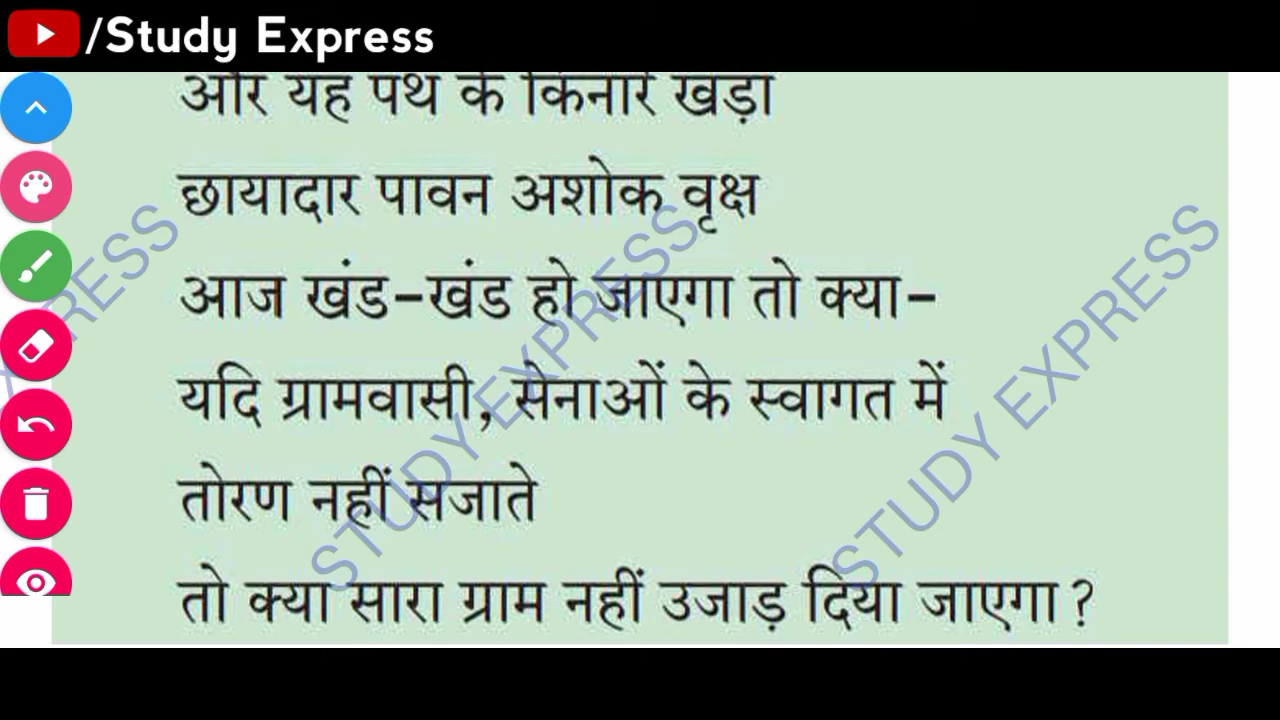 /Study Express
और यह पथ के किनारे खड़ा
छायादार पावन अशोक वृक्ष
आज खंड-खंड हो जाएगा तो क्या-
यदि ग्रामवासी, सेनाओं के स्वागत में
तोरण नहीं सजाते
तो क्या सारा ग्राम नहीं उजाड़ दिया जाएगा?
PRESS
STUDY EXPRESS
STUDY EXPRESS